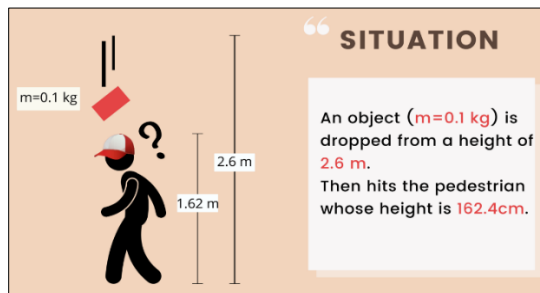 “ SITUATION
m=0.1 kg
2.6 m
1.62 m
?
An object (m=0.1 kg) is
dropped from a height of
2.6 m.
Then hits the pedestrian
whose height is 162.4cm.